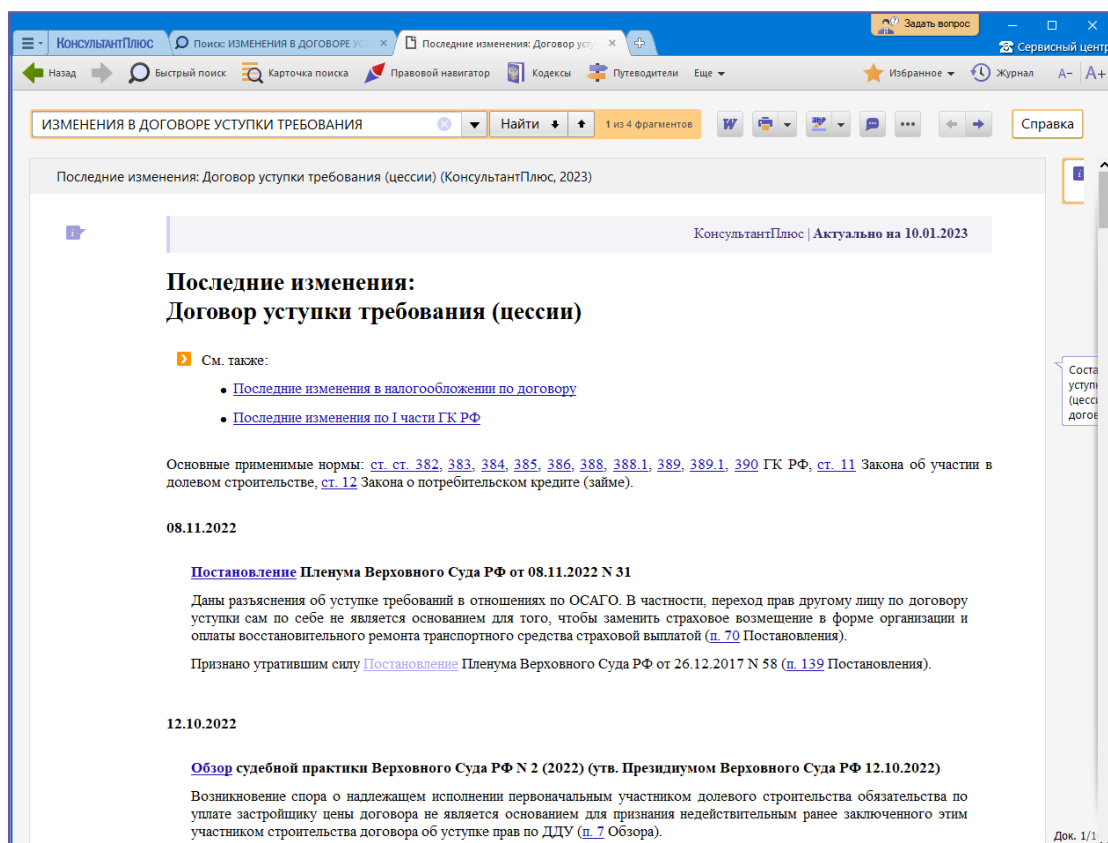 Задать вопрос
КонсультантПлюс
Поиск: ИЗМЕНЕНИЯ В ДОГОВОРЕ УС
Последние изменения: Договор усту
Сервисный центр
Назад
Быстрый поиск
Карточка поиска
Правовой навигатор
Кодексы
Путеводители
Еще
Избранное
Журнал
А- А+
ИЗМЕНЕНИЯ В ДОГОВОРЕ УСТУПКИ ТРЕБОВАНИЯ
Найти
1 из 4 фрагментов
Справка
Последние изменения: Договор уступки требования (цессии) (КонсультантПлюс, 2023)
КонсультантПлюс | Актуально на 10.01.2023
Последние изменения:
Договор уступки требования (цессии)
См. также:
• Последние изменения в налогообложении по договору
• Последние изменения по I части ГК РФ
Соста
уступк
(цесси
догов
Основные применимые нормы: ст. ст. 382, 383, 384, 385, 386, 388, 388.1, 389, 389.1, 390 ГК РФ, ст. 11 Закона об участии в
долевом строительстве, ст. 12 Закона о потребительском кредите (займе).
08.11.2022
Постановление Пленума Верховного Суда РФ от 08.11.2022 N 31
Даны разъяснения об уступке требований в отношениях по ОСАГО. В частности, переход прав другому лицу по договору
уступки сам по себе не является основанием для того, чтобы заменить страховое возмещение в форме организации и
оплаты восстановительного ремонта транспортного средства страховой выплатой (п. 70 Постановления).
Признано утратившим силу Постановление Пленума Верховного Суда РФ от 26.12.2017 N 58 (п. 139 Постановления).
12.10.2022
Обзор судебной практики Верховного Суда РФ N 2 (2022) (утв. Президиумом Верховного Суда РФ 12.10.2022)
Возникновение спора о надлежащем исполнении первоначальным участником долевого строительства обязательства по
уплате застройщику цены договора не является основанием для признания недействительным ранее заключенного этим
участником строительства договора об уступке прав по ДДУ (п. 7 Обзора).
Док. 1/1